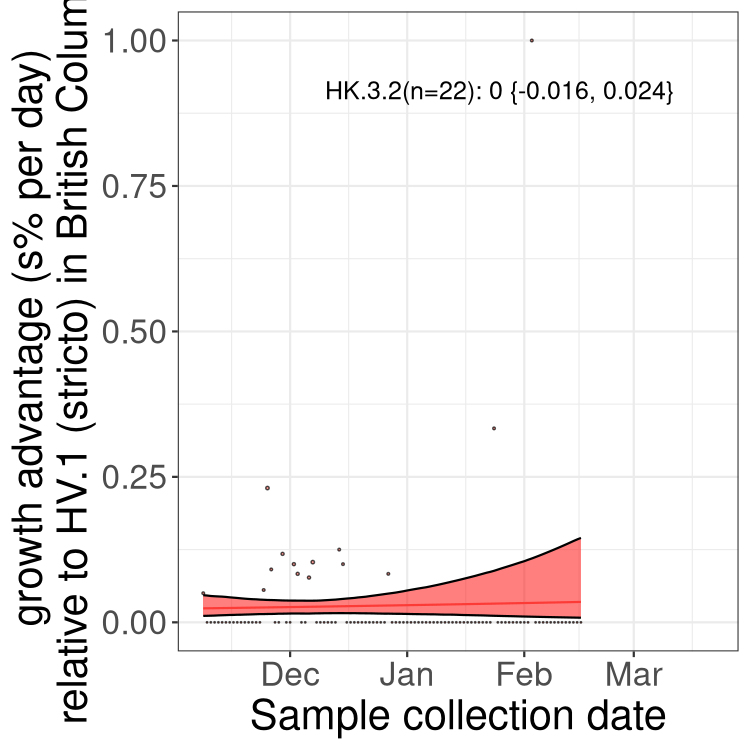 growth advantage (s% per day)
relative to HV.1 (stricto) in British Colum
1.00
0.75
0.50
0.25
0.00
HK.3.2(n=22): 0 {-0.016, 0.024}
Dec Jan Feb Mar
Sample collection date